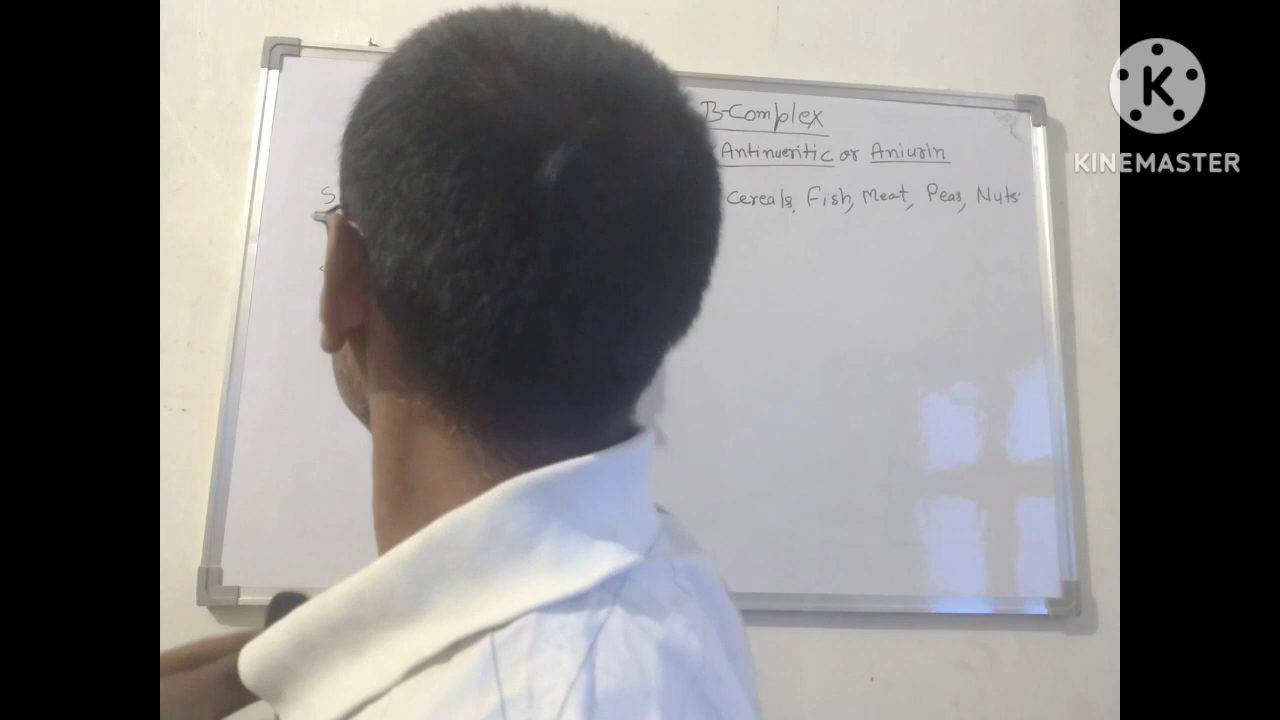 B-Complex
Antinueritic or Aniurin
S
Cereals, Fish, Meat, Peas, Nuts
K
KINEMASTER